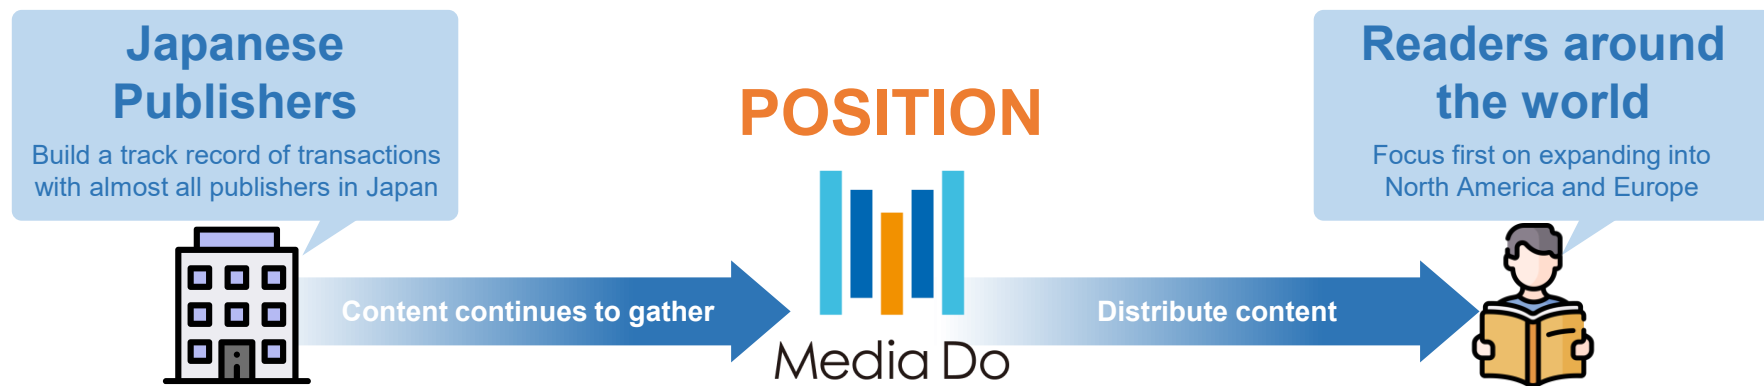 Japanese
Publishers
Build a track record of transactions
with almost all publishers in Japan
Content continues to gather
POSITION
Media Do
Distribute content
Readers around
the world
Focus first on expanding into
North America and Europe